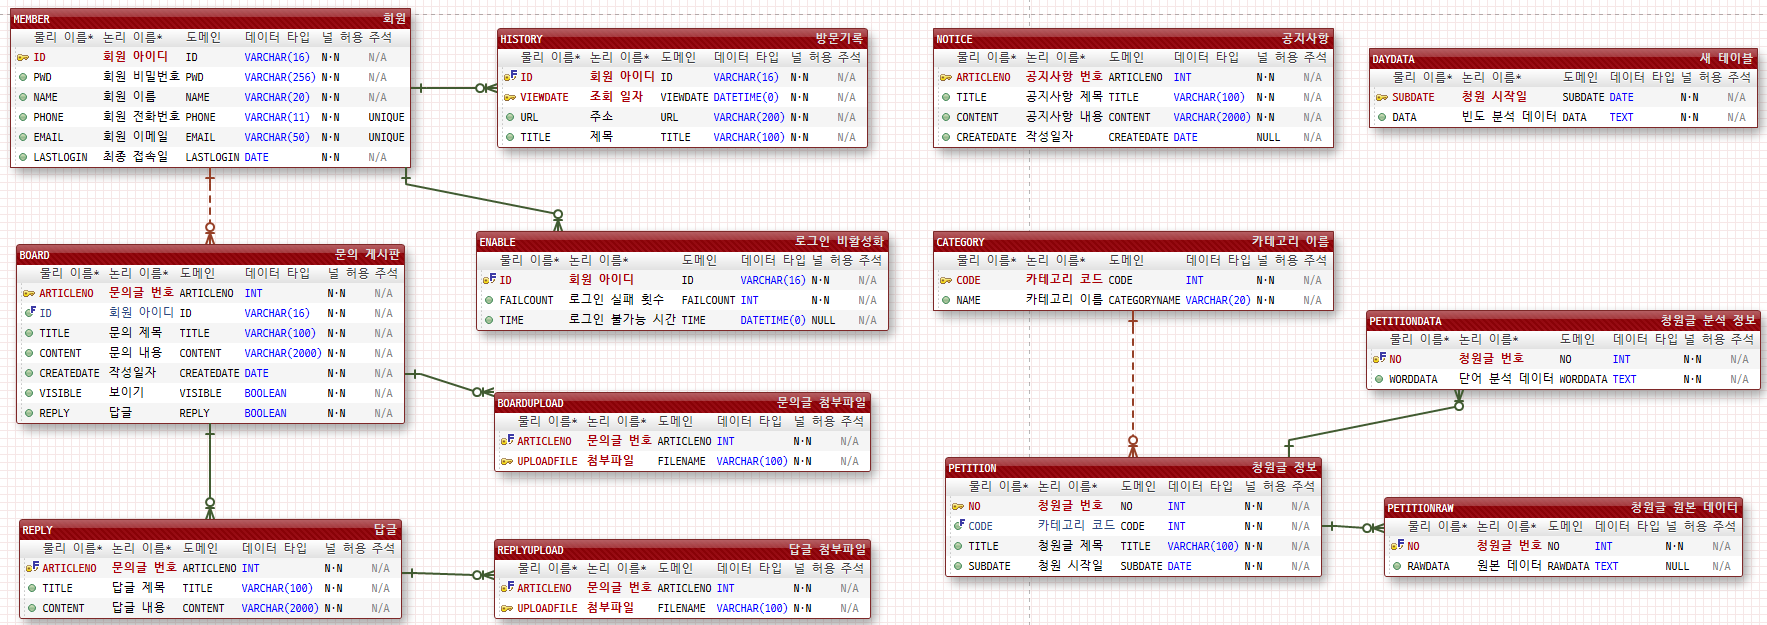 MEMBER 회원
물리 이름* 논리 이름* 도메인 데이터 타입 널 허용 주석
ID 회원 아이디 ID VARCHAR(16) N·N N/A
PWD 회원 비밀번호 PWD VARCHAR(256) N·N N/A
NAME 회원 이름 NAME VARCHAR(20) N·N N/A
PHONE 회원 전화번호 PHONE VARCHAR(11) N·N UNIQUE
EMAIL 회원 이메일 EMAIL VARCHAR(50) N·N UNIQUE
LASTLOGIN 최종 접속일 LASTLOGIN DATE N·N N/A
HISTORY 방문기록
물리 이름* 논리 이름* 도메인 데이터 타입 널 허용 주석
ID 회원 아이디 ID VARCHAR(16) N·N N/A
VIEWDATE 조회 일자 VIEWDATE DATETIME(0) N·N N/A
URL 주소 URL VARCHAR(200) N·N N/A
TITLE 제목 TITLE VARCHAR(100) N·N N/A
NOTICE 공지사항
물리 이름* 논리 이름* 도메인 데이터 타입 널 허용 주석
ARTICLENO 공지사항 번호 ARTICLENO INT N·N N/A
TITLE 공지사항 제목 TITLE VARCHAR(100) N·N N/A
CONTENT 공지사항 내용 CONTENT VARCHAR(2000) N·N N/A
CREATEDATE 작성일자 CREATEDATE DATE NULL N/A
DAYDATA 새 테이블
물리 이름* 논리 이름* 도메인 데이터 타입 널 허용 주석
SUBDATE 청원 시작일 SUBDATE DATE N·N N/A
DATA 빈도 분석 데이터 DATA TEXT N·N N/A
BOARD 문의 게시판
물리 이름* 논리 이름* 도메인 데이터 타입 널 허용 주석
ARTICLENO 문의글 번호 ARTICLENO INT N·N N/A
ID 회원 아이디 ID VARCHAR(16) N·N N/A
TITLE 문의 제목 TITLE VARCHAR(100) N·N N/A
CONTENT 문의 내용 CONTENT VARCHAR(2000) N·N N/A
CREATEDATE 작성일자 CREATEDATE DATE N·N N/A
VISIBLE 보이기 VISIBLE BOOLEAN N·N N/A
REPLY 답글 REPLY BOOLEAN N·N N/A
ENABLE 로그인 비활성화
물리 이름* 논리 이름* 도메인 데이터 타입 널 허용 주석
ID 회원 아이디 ID VARCHAR(16) N·N N/A
FAILCOUNT 로그인 실패 횟수 FAILCOUNT INT N·N N/A
TIME 로그인 불가능 시간 TIME DATETIME(0) NULL N/A
CATEGORY 카테고리 이름
물리 이름* 논리 이름* 도메인 데이터 타입 널 허용 주석
CODE 카테고리 코드 CODE INT N·N N/A
NAME 카테고리 이름 CATEGORYNAME VARCHAR(20) N·N N/A
PETITIONDATA 청원글 분석 정보
물리 이름* 논리 이름* 도메인 데이터 타입 널 허용 주석
NO 청원글 번호 NO INT N·N N/A
WORDDATA 단어 분석 데이터 WORDDATA TEXT N·N N/A
BOARDUPLOAD 문의글 첨부파일
물리 이름* 논리 이름* 도메인 데이터 타입 널 허용 주석
ARTICLENO 문의글 번호 ARTICLENO INT N·N N/A
UPLOADFILE 첨부파일 FILENAME VARCHAR(100) N·N N/A
PETITION 청원글 정보
물리 이름* 논리 이름* 도메인 데이터 타입 널 허용 주석
NO 청원글 번호 NO INT N·N N/A
CODE 카테고리 코드 CODE INT N·N N/A
TITLE 청원글 제목 TITLE VARCHAR(100) N·N N/A
SUBDATE 청원 시작일 SUBDATE DATE N·N N/A
PETITIONRAW 청원글 원본 데이터
물리 이름* 논리 이름* 도메인 데이터 타입 널 허용 주석
NO 청원글 번호 NO INT N·N N/A
RAWDATA 원본 데이터 RAWDATA TEXT NULL N/A
REPLY 답글
물리 이름* 논리 이름* 도메인 데이터 타입 널 허용 주석
ARTICLENO 문의글 번호 ARTICLENO INT N·N N/A
TITLE 답글 제목 TITLE VARCHAR(100) N·N N/A
CONTENT 답글 내용 CONTENT VARCHAR(2000) N·N N/A
REPLYUPLOAD 답글 첨부파일
물리 이름* 논리 이름* 도메인 데이터 타입 널 허용 주석
ARTICLENO 문의글 번호 ARTICLENO INT N·N N/A
UPLOADFILE 첨부파일 FILENAME VARCHAR(100) N·N N/A